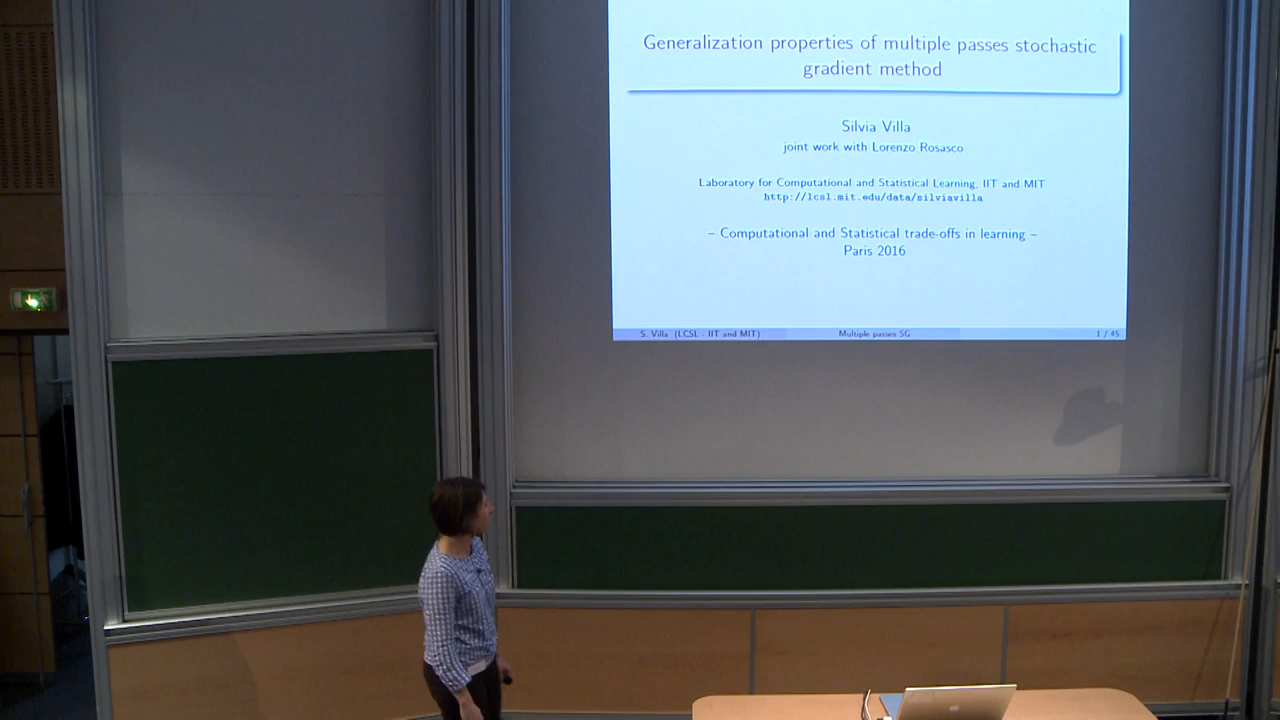 Generalization properties of multiple passes stochastic
gradient method
Silvia Villa
joint work with Lorenzo Rosasco
Laboratory for Computational and Statistical Learning, IIT and MIT
http://lcsl.mit.edu/data/silviavilla
– Computational and Statistical trade-offs in learning –
Paris 2016
S. Villa (LCSL - IIT and MIT) Multiple passes SG 1 / 45